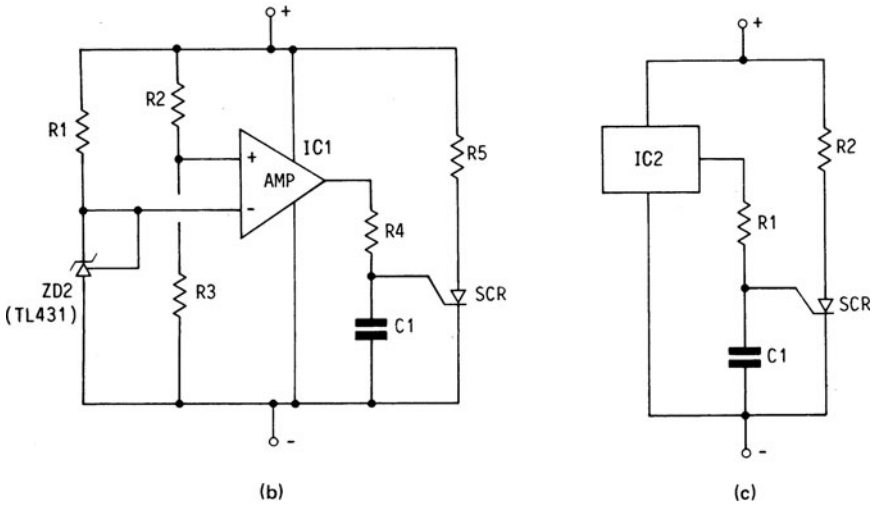 +
R1
R2
+
IC1
AMP
-
R5
R4
ZD2
(TL431)
R3
SCR
C1
-
(b)
+
IC2
R2
R1
SCR
C1
-
(c)